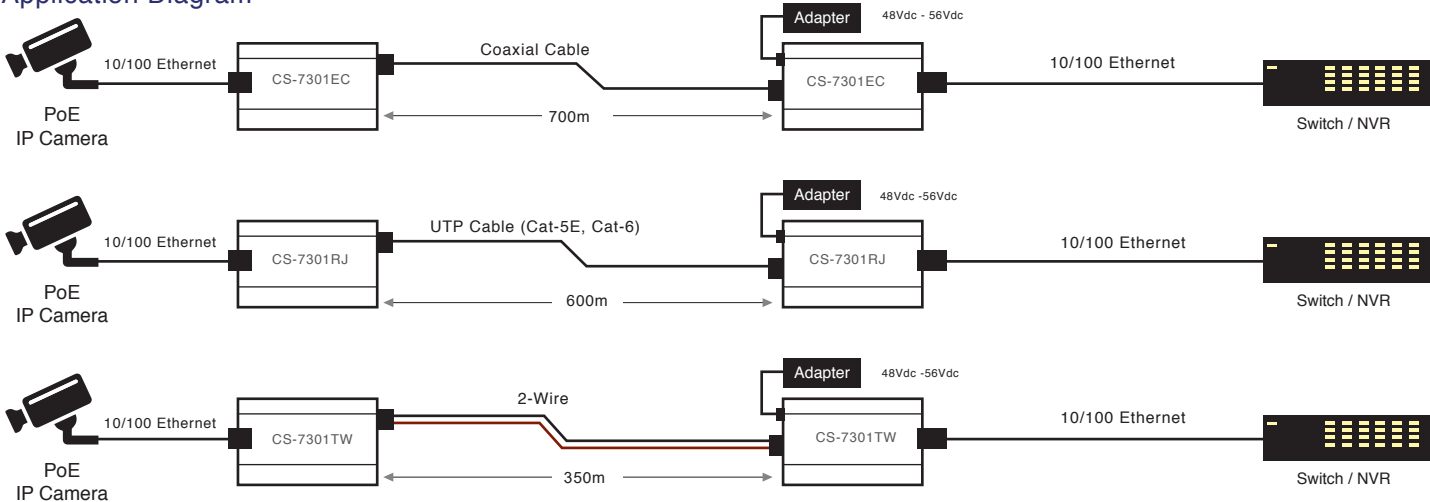 Application Diagram
Adapter
48Vdc - 56Vdc
Coaxial Cable
10/100 Ethernet
CS-7301EC
CS-7301EC
10/100 Ethernet
700m
PoE
IP Camera
Switch / NVR
Adapter
48Vdc -56Vdc
UTP Cable (Cat-5E, Cat-6)
10/100 Ethernet
CS-7301RJ
CS-7301RJ
10/100 Ethernet
600m
PoE
IP Camera
Switch / NVR
Adapter
48Vdc -56Vdc
2-Wire
10/100 Ethernet
CS-7301TW
CS-7301TW
10/100 Ethernet
350m
PoE
IP Camera
Switch / NVR